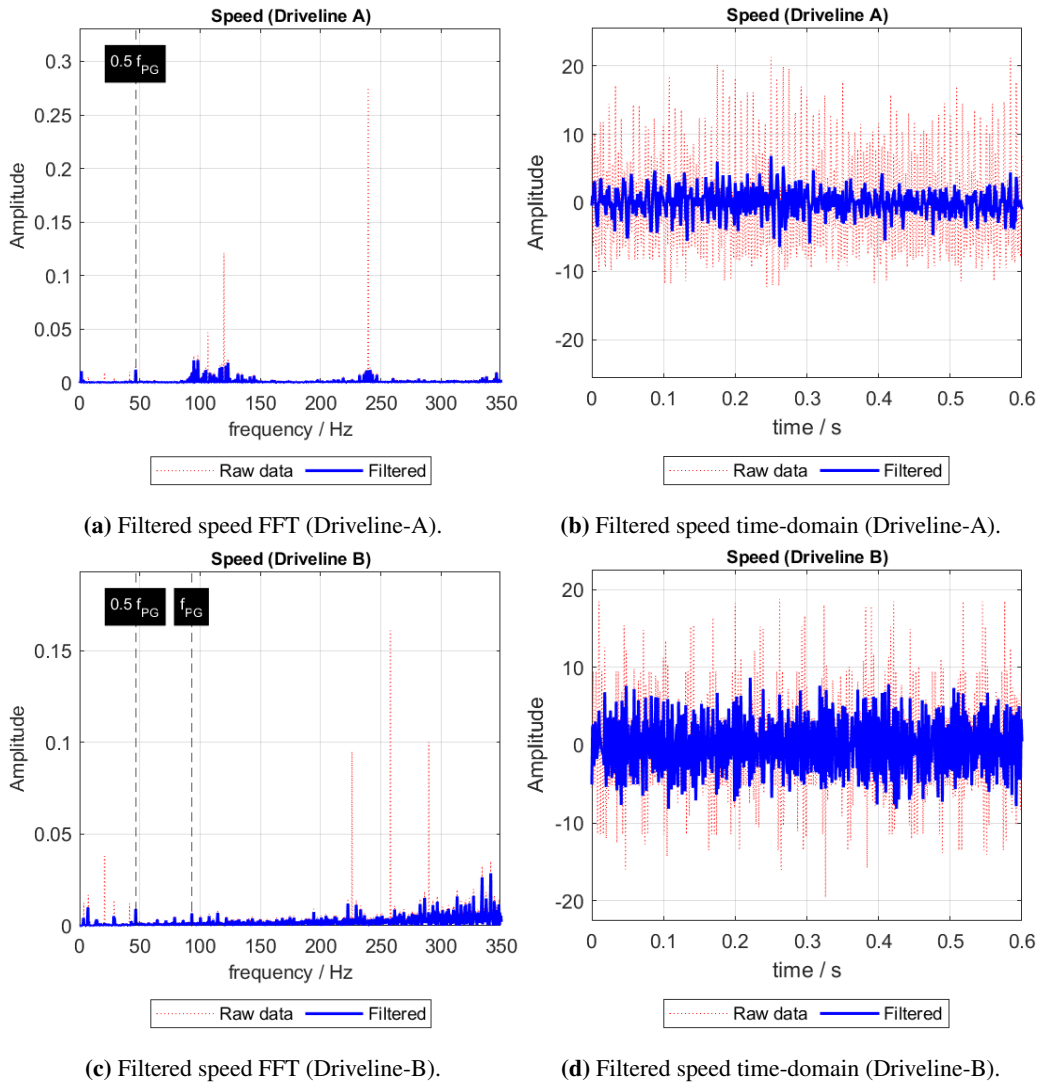 Speed (Driveline A)
0.3
0.25
0.2
0.15
0.1
0.05
0
0.5 f_PG
Amplitude
0 50 100 150 200 250 300 350
frequency / Hz
Raw data Filtered
(a) Filtered speed FFT (Driveline-A).
Speed (Driveline A)
20
10
0
-10
-20
Amplitude
0 0.1 0.2 0.3 0.4 0.5 0.6
time / s
Raw data Filtered
(b) Filtered speed time-domain (Driveline-A).
Speed (Driveline B)
0.15
0.1
0.05
0
0.5 f_PG f_PG
Amplitude
0 50 100 150 200 250 300 350
frequency / Hz
Raw data Filtered
(c) Filtered speed FFT (Driveline-B).
Speed (Driveline B)
20
10
0
-10
-20
Amplitude
0 0.1 0.2 0.3 0.4 0.5 0.6
time / s
Raw data Filtered
(d) Filtered speed time-domain (Driveline-B).